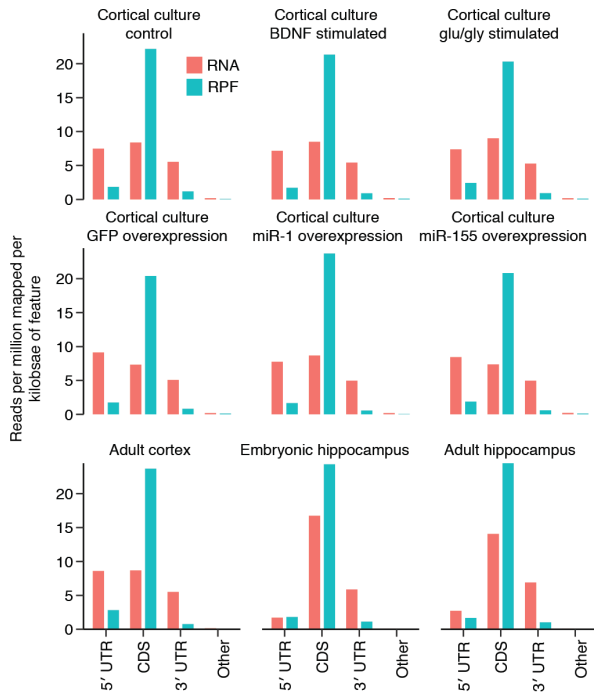 Cortical culture
control
Cortical culture
BDNF stimulated
Cortical culture
glu/gly stimulated
RNA
RPF
20
15
10
5
0
Cortical culture
GFP overexpression
Cortical culture
miR-1 overexpression
Cortical culture
miR-155 overexpression
Reads per million mapped per
kilobsae of feature
20
15
10
5
0
Adult cortex
Embryonic hippocampus
Adult hippocampus
20
15
10
5
0
5′ UTR
CDS
3′ UTR
Other
5′ UTR
CDS
3′ UTR
Other
5′ UTR
CDS
3′ UTR
Other